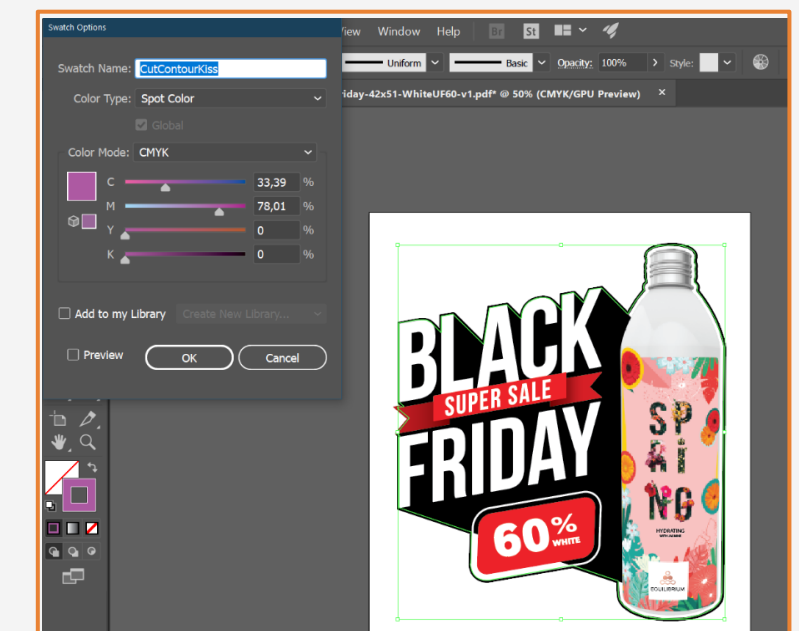 Swatch Options
View Window Help Br St
Swatch Name: CutContourKiss
Uniform Basic Opacity: 100% Style:
Color Type: Spot Color
riday-42x51-WhiteUF60-v1.pdf* @ 50% (CMYK/GPU Preview) ×
Global
Color Mode: CMYK
C 33,39 %
M 78,01 %
Y 0 %
K 0 %
Add to my Library Create New Library...
Preview OK Cancel
BLACK
SUPER SALE
FRIDAY
60%
WHITE
SP
RI
NG
HYDRATING
EQUILIBRIUM